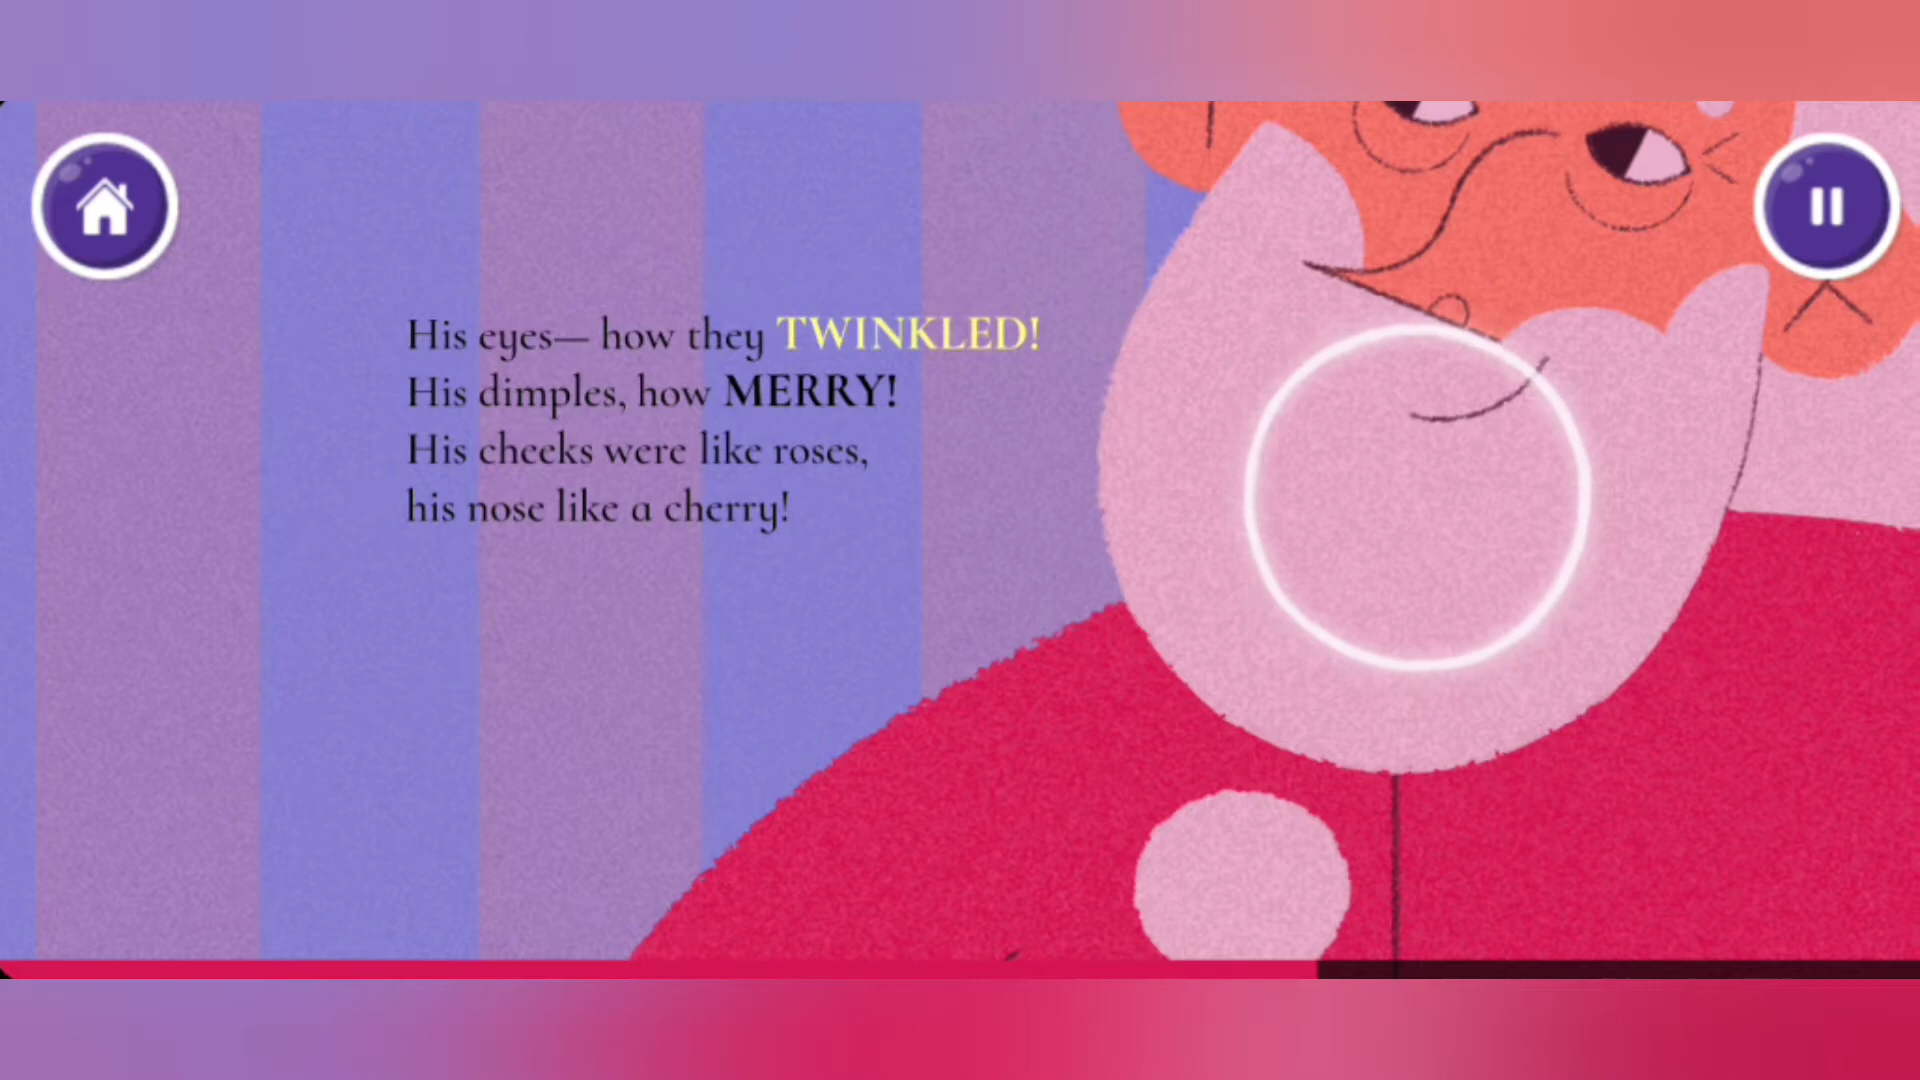 His eyes— how they TWINKLED!
His dimples, how MERRY!
His cheeks were like roses,
his nose like a cherry!